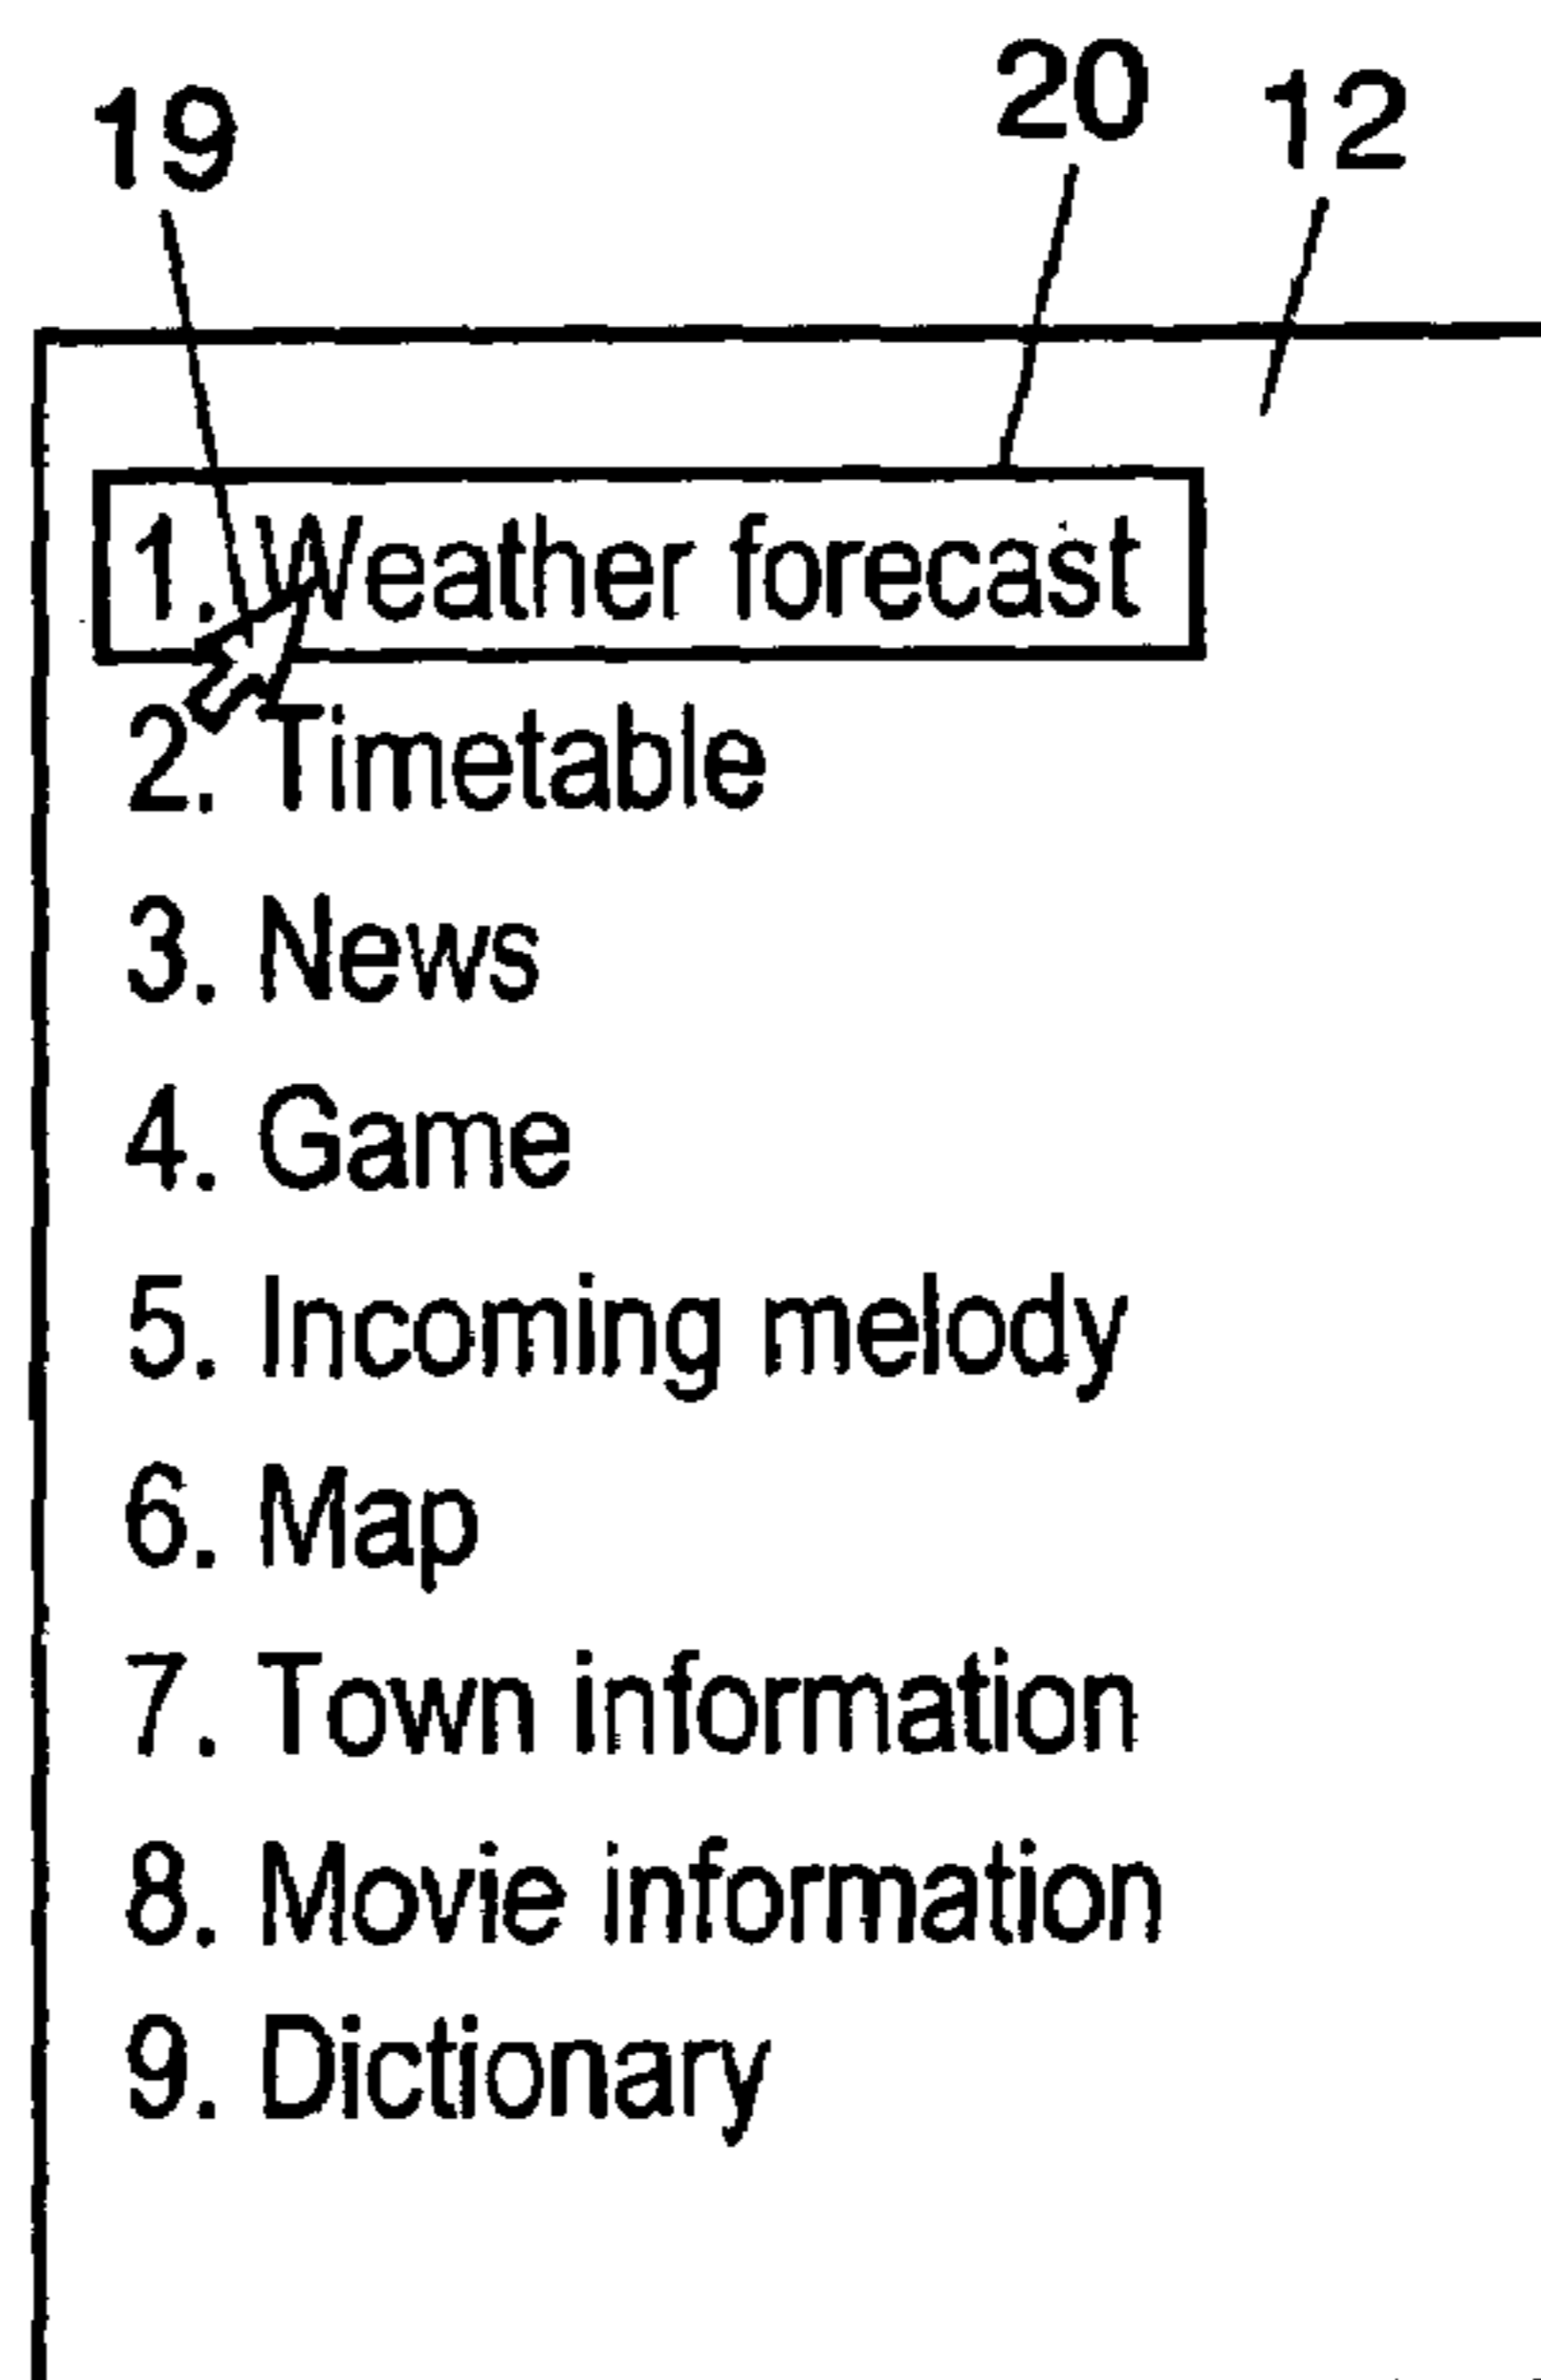 19 20 12
1. Weather forecast
2. Timetable
3. News
4. Game
5. Incoming melody
6. Map
7. Town information
8. Movie information
9. Dictionary